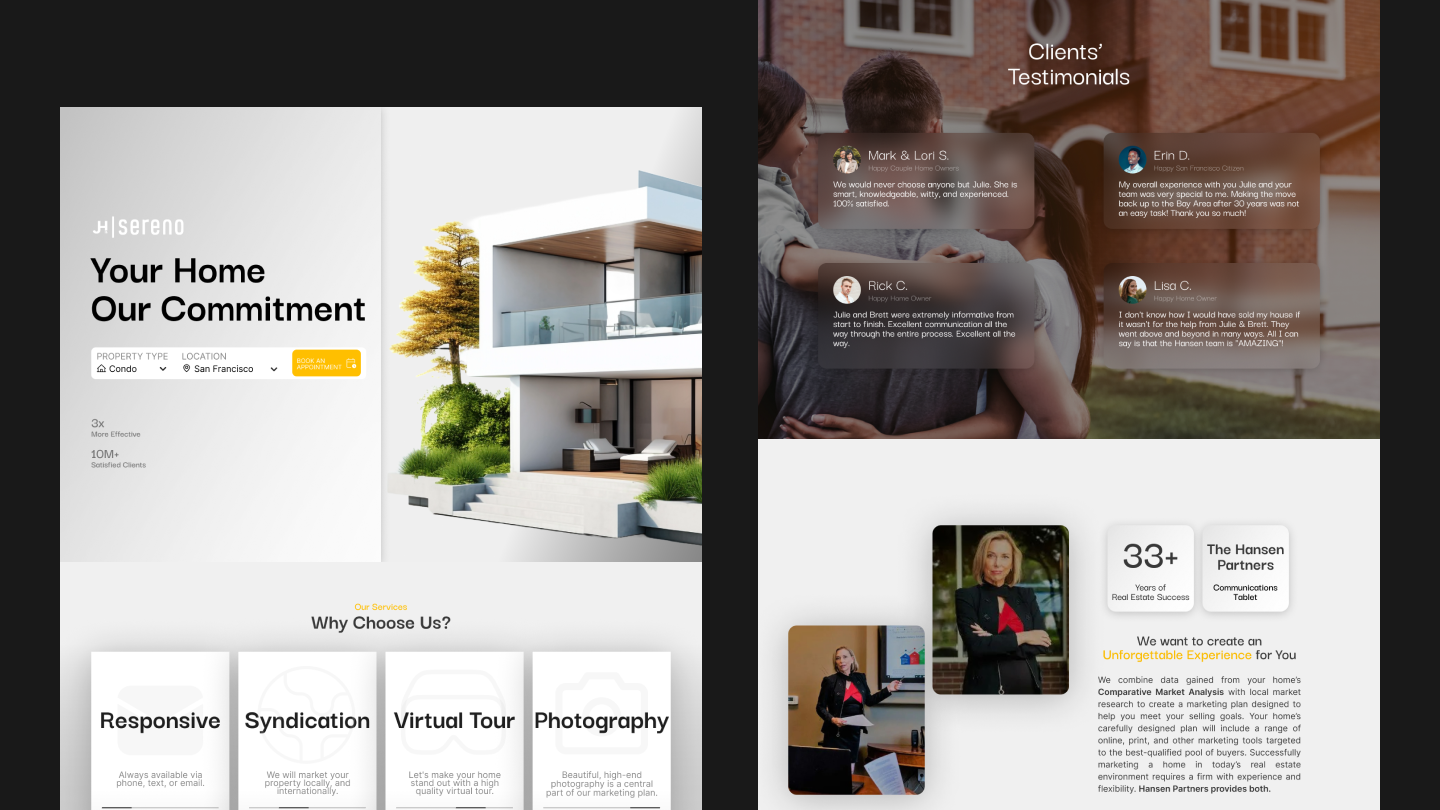 JH|sereno
Your Home
Our Commitment
PROPERTY TYPE
Condo
LOCATION
San Francisco
BOOK AN
APPOINTMENT
3x
More Effective
10M+
Satisfied Clients
Our Services
Why Choose Us?
Responsive
Always available via
phone, text, or email.
Syndication
We will market your
property locally, and
internationally.
Virtual Tour
Let's make your home
stand out with a high
quality virtual tour.
Photography
Beautiful, high-end
photography is a central
part of our marketing plan.
Clients’
Testimonials
Mark & Lori S.
Happy Couple Home Owners
We would never choose anyone but Julie. She is
smart, knowledgeable, witty, and experienced.
100% satisfied.
Erin D.
Happy San Francisco Citizen
My overall experience with you Julie and your
team was very special to me. Making the move
back up to the Bay Area after 30 years was not
an easy task! Thank you so much!
Rick C.
Happy Home Owner
Julie and Brett were extremely informative from
start to finish. Excellent communication all the
way through the entire process. Excellent all the
way.
Lisa C.
Happy Home Owner
I don't know how I would have sold my house if
it wasn't for the help from Julie & Brett. They
went above and beyond in many ways. All I can
say is that the Hansen team is "AMAZING"!
33+
Years of
Real Estate Success
The Hansen
Partners
Communications
Tablet
We want to create an
Unforgettable Experience for You
We combine data gained from your home's
Comparative Market Analysis with local market
research to create a marketing plan designed to
help you meet your selling goals. Your home's
carefully designed plan will include a range of
online, print, and other marketing tools targeted
to the best-qualified pool of buyers. Successfully
marketing a home in today's real estate
environment requires a firm with experience and
flexibility. Hansen Partners provides both.